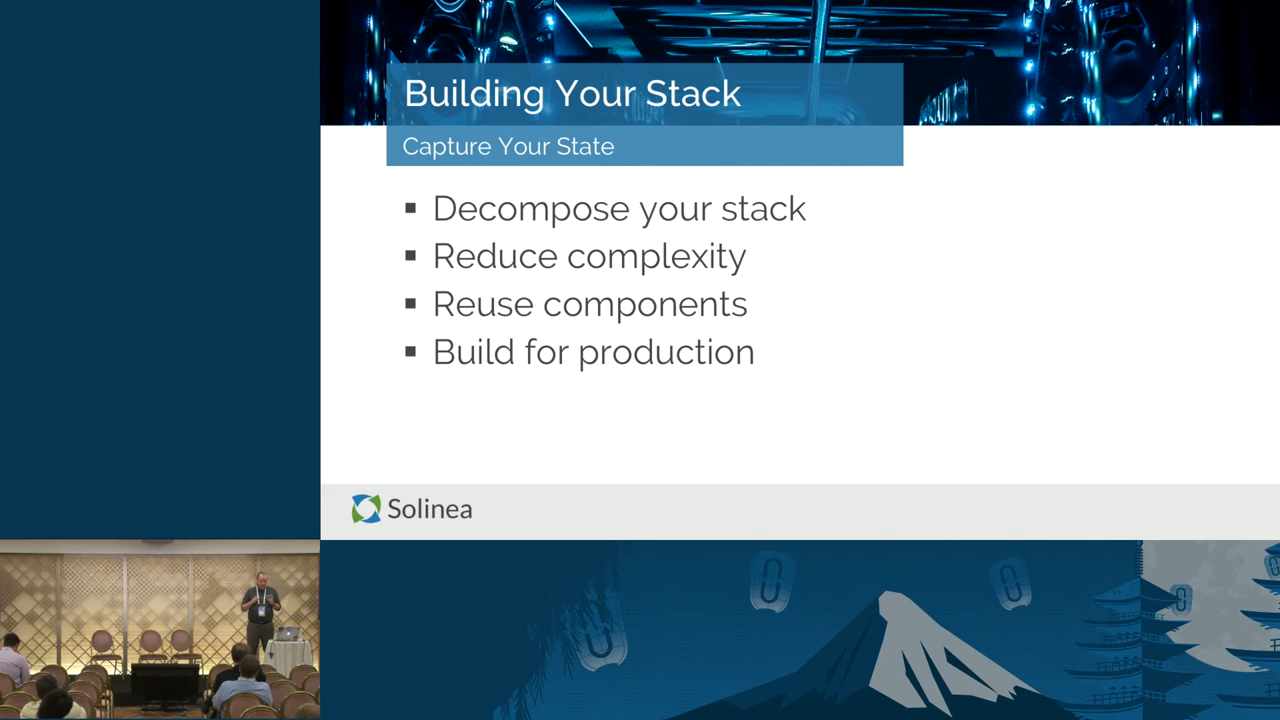 Building Your Stack
Capture Your State
▪ Decompose your stack
▪ Reduce complexity
▪ Reuse components
▪ Build for production
Solinea